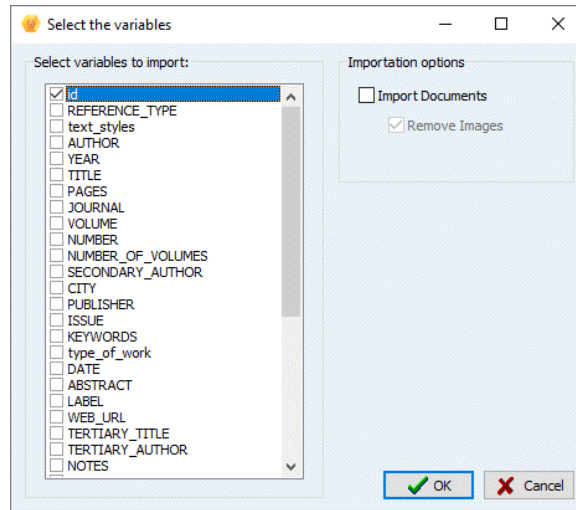 Select the variables
Select variables to import:
id
REFERENCE_TYPE
text_styles
AUTHOR
YEAR
TITLE
PAGES
JOURNAL
VOLUME
NUMBER
NUMBER_OF_VOLUMES
SECONDARY_AUTHOR
CITY
PUBLISHER
ISSUE
KEYWORDS
type_of_work
DATE
ABSTRACT
LABEL
WEB_URL
TERTIARY_TITLE
TERTIARY_AUTHOR
NOTES
Importation options
Import Documents
Remove Images
OK
Cancel